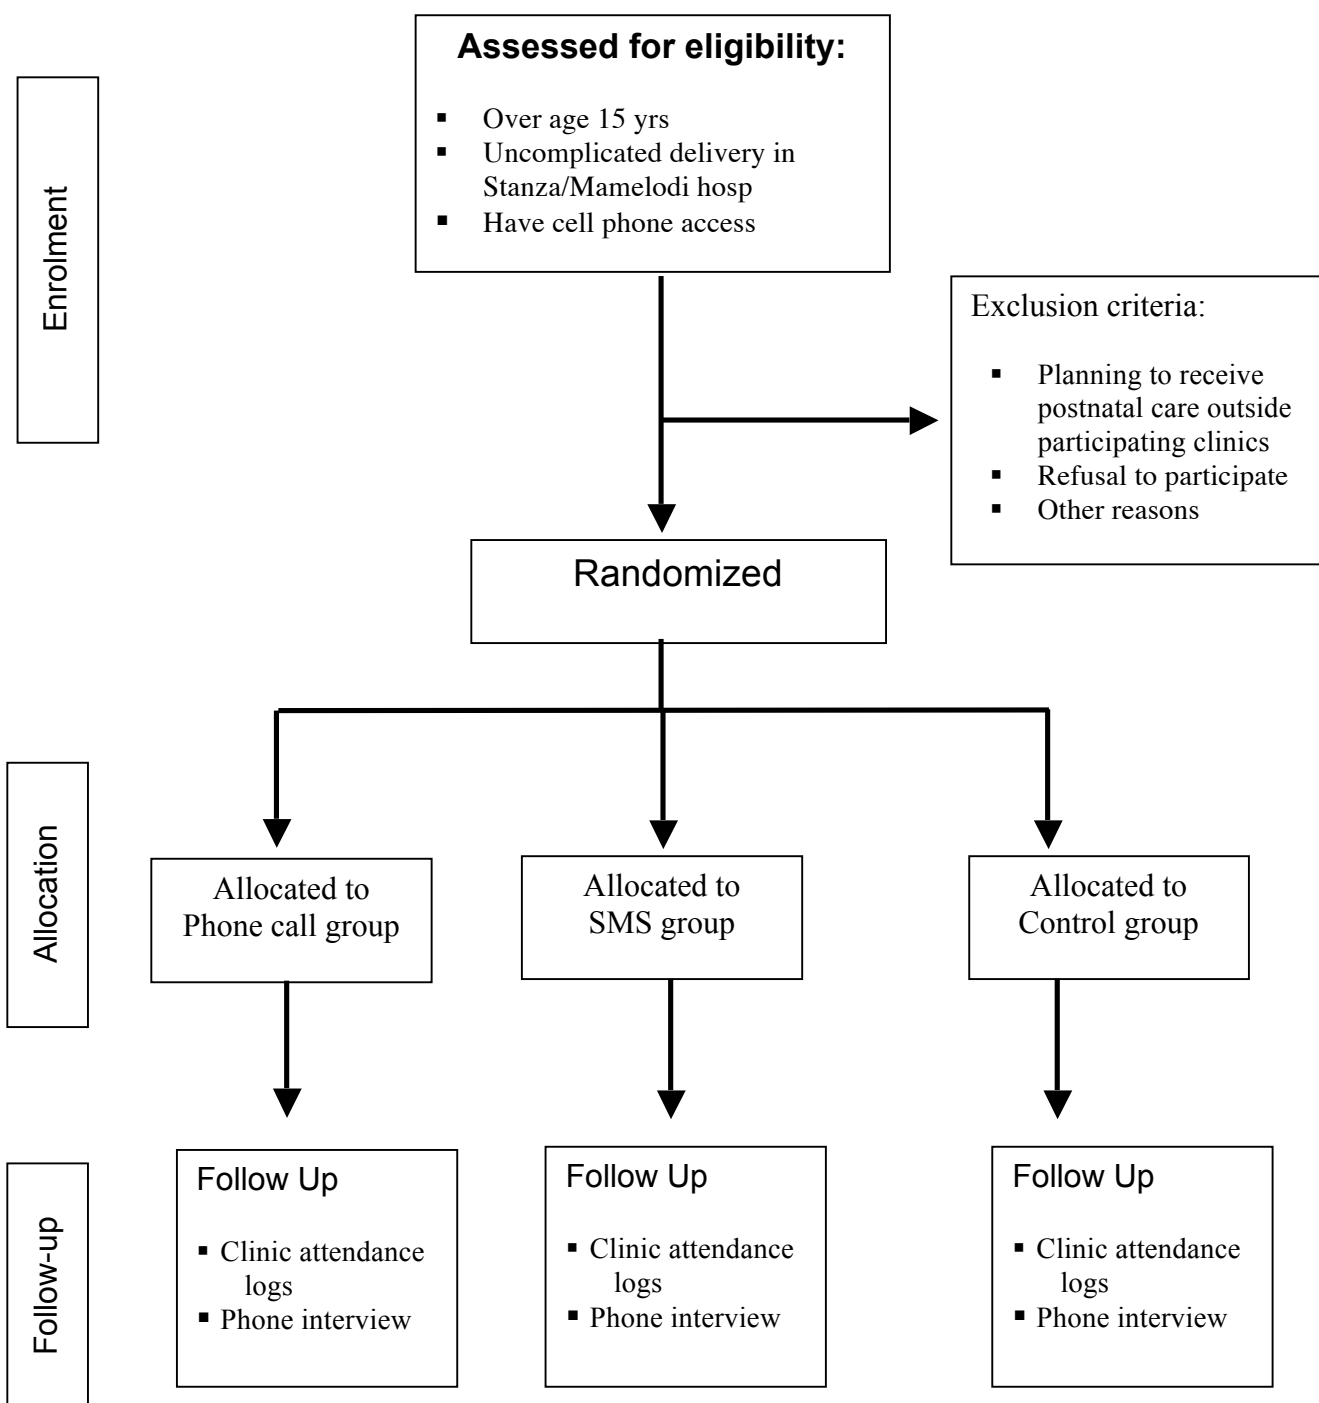 Assessed for eligibility:
▪ Over age 15 yrs
▪ Uncomplicated delivery in
Stanza/Mamelodi hosp
▪ Have cell phone access
Enrolment
Exclusion criteria:
▪ Planning to receive
postnatal care outside
participating clinics
▪ Refusal to participate
▪ Other reasons
Randomized
Allocation
Allocated to
Phone call group
Allocated to
SMS group
Allocated to
Control group
Follow-up
Follow Up
▪ Clinic attendance
logs
▪ Phone interview
Follow Up
▪ Clinic attendance
logs
▪ Phone interview
Follow Up
▪ Clinic attendance
logs
▪ Phone interview